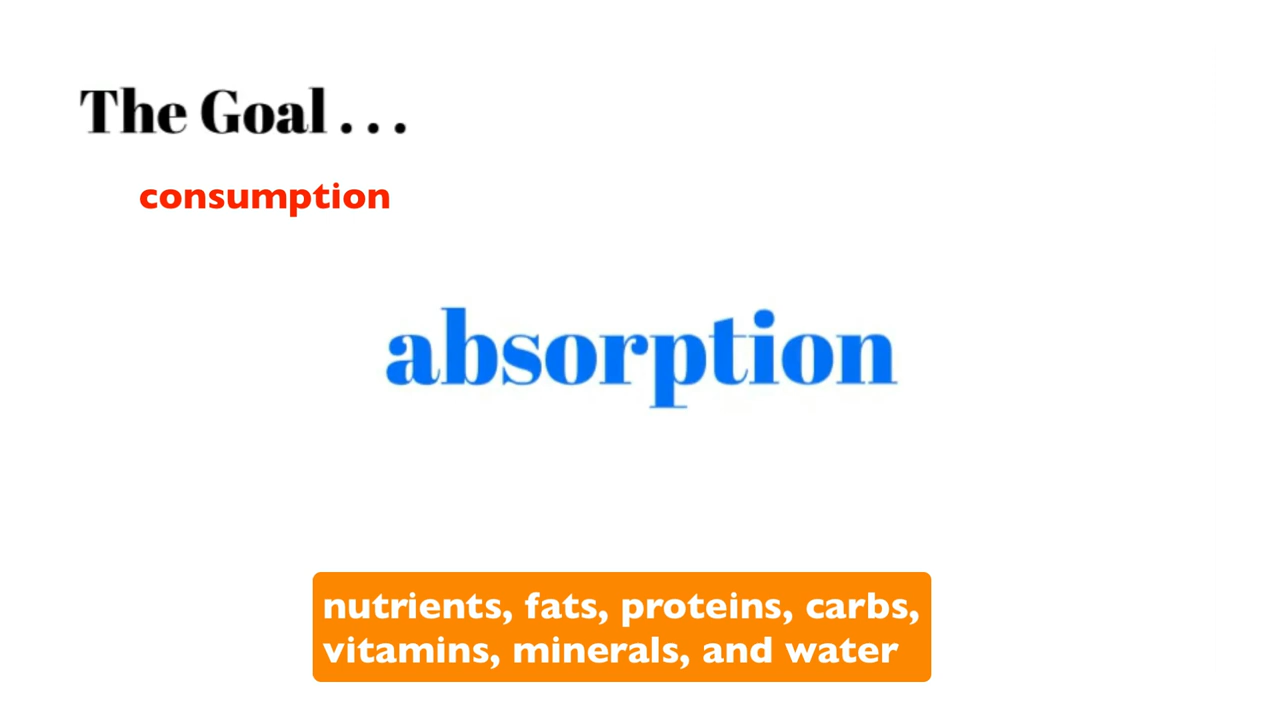 The Goal . . .
consumption
absorption
nutrients, fats, proteins, carbs,
vitamins, minerals, and water